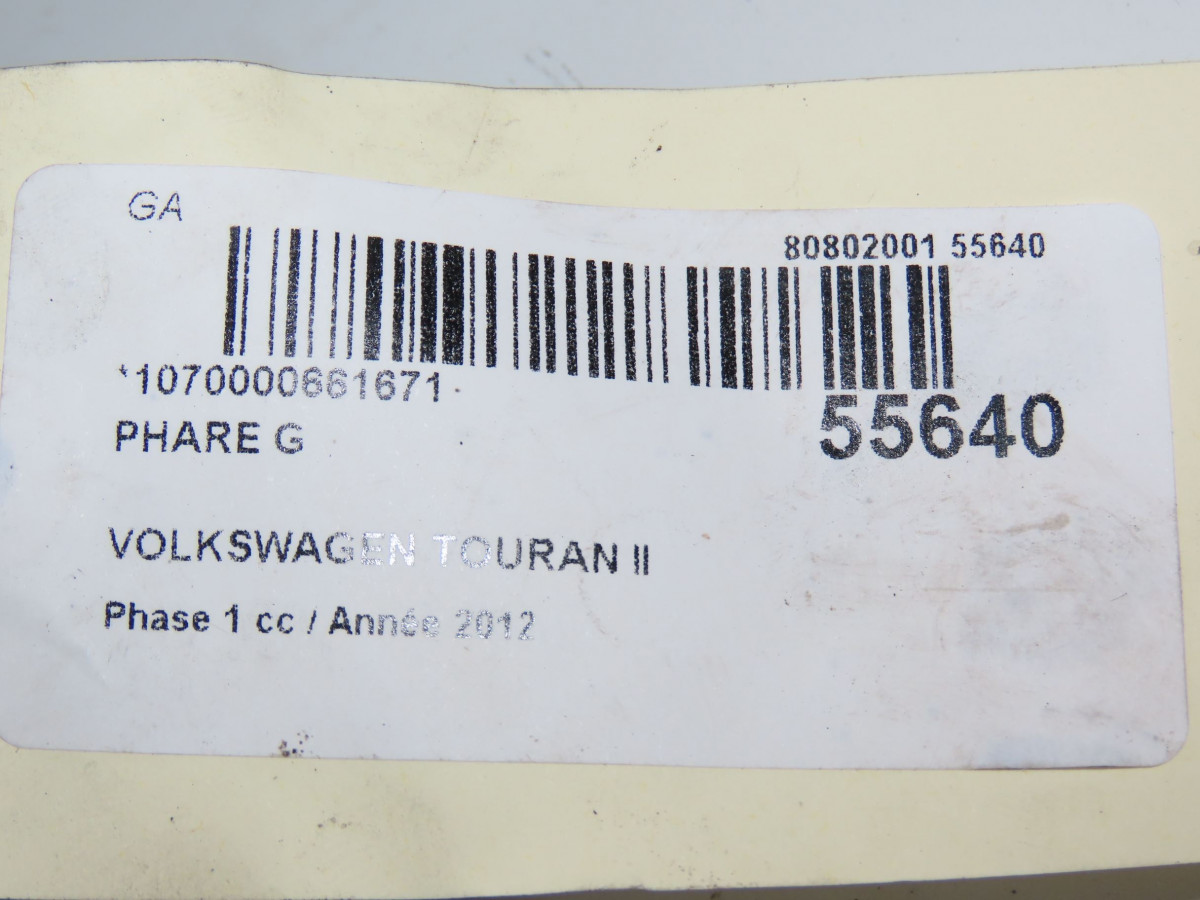 GA
80802001 55640
*1070000661671
55640
PHARE G
VOLKSWAGEN TOURAN II
Phase 1 cc / Année 2012